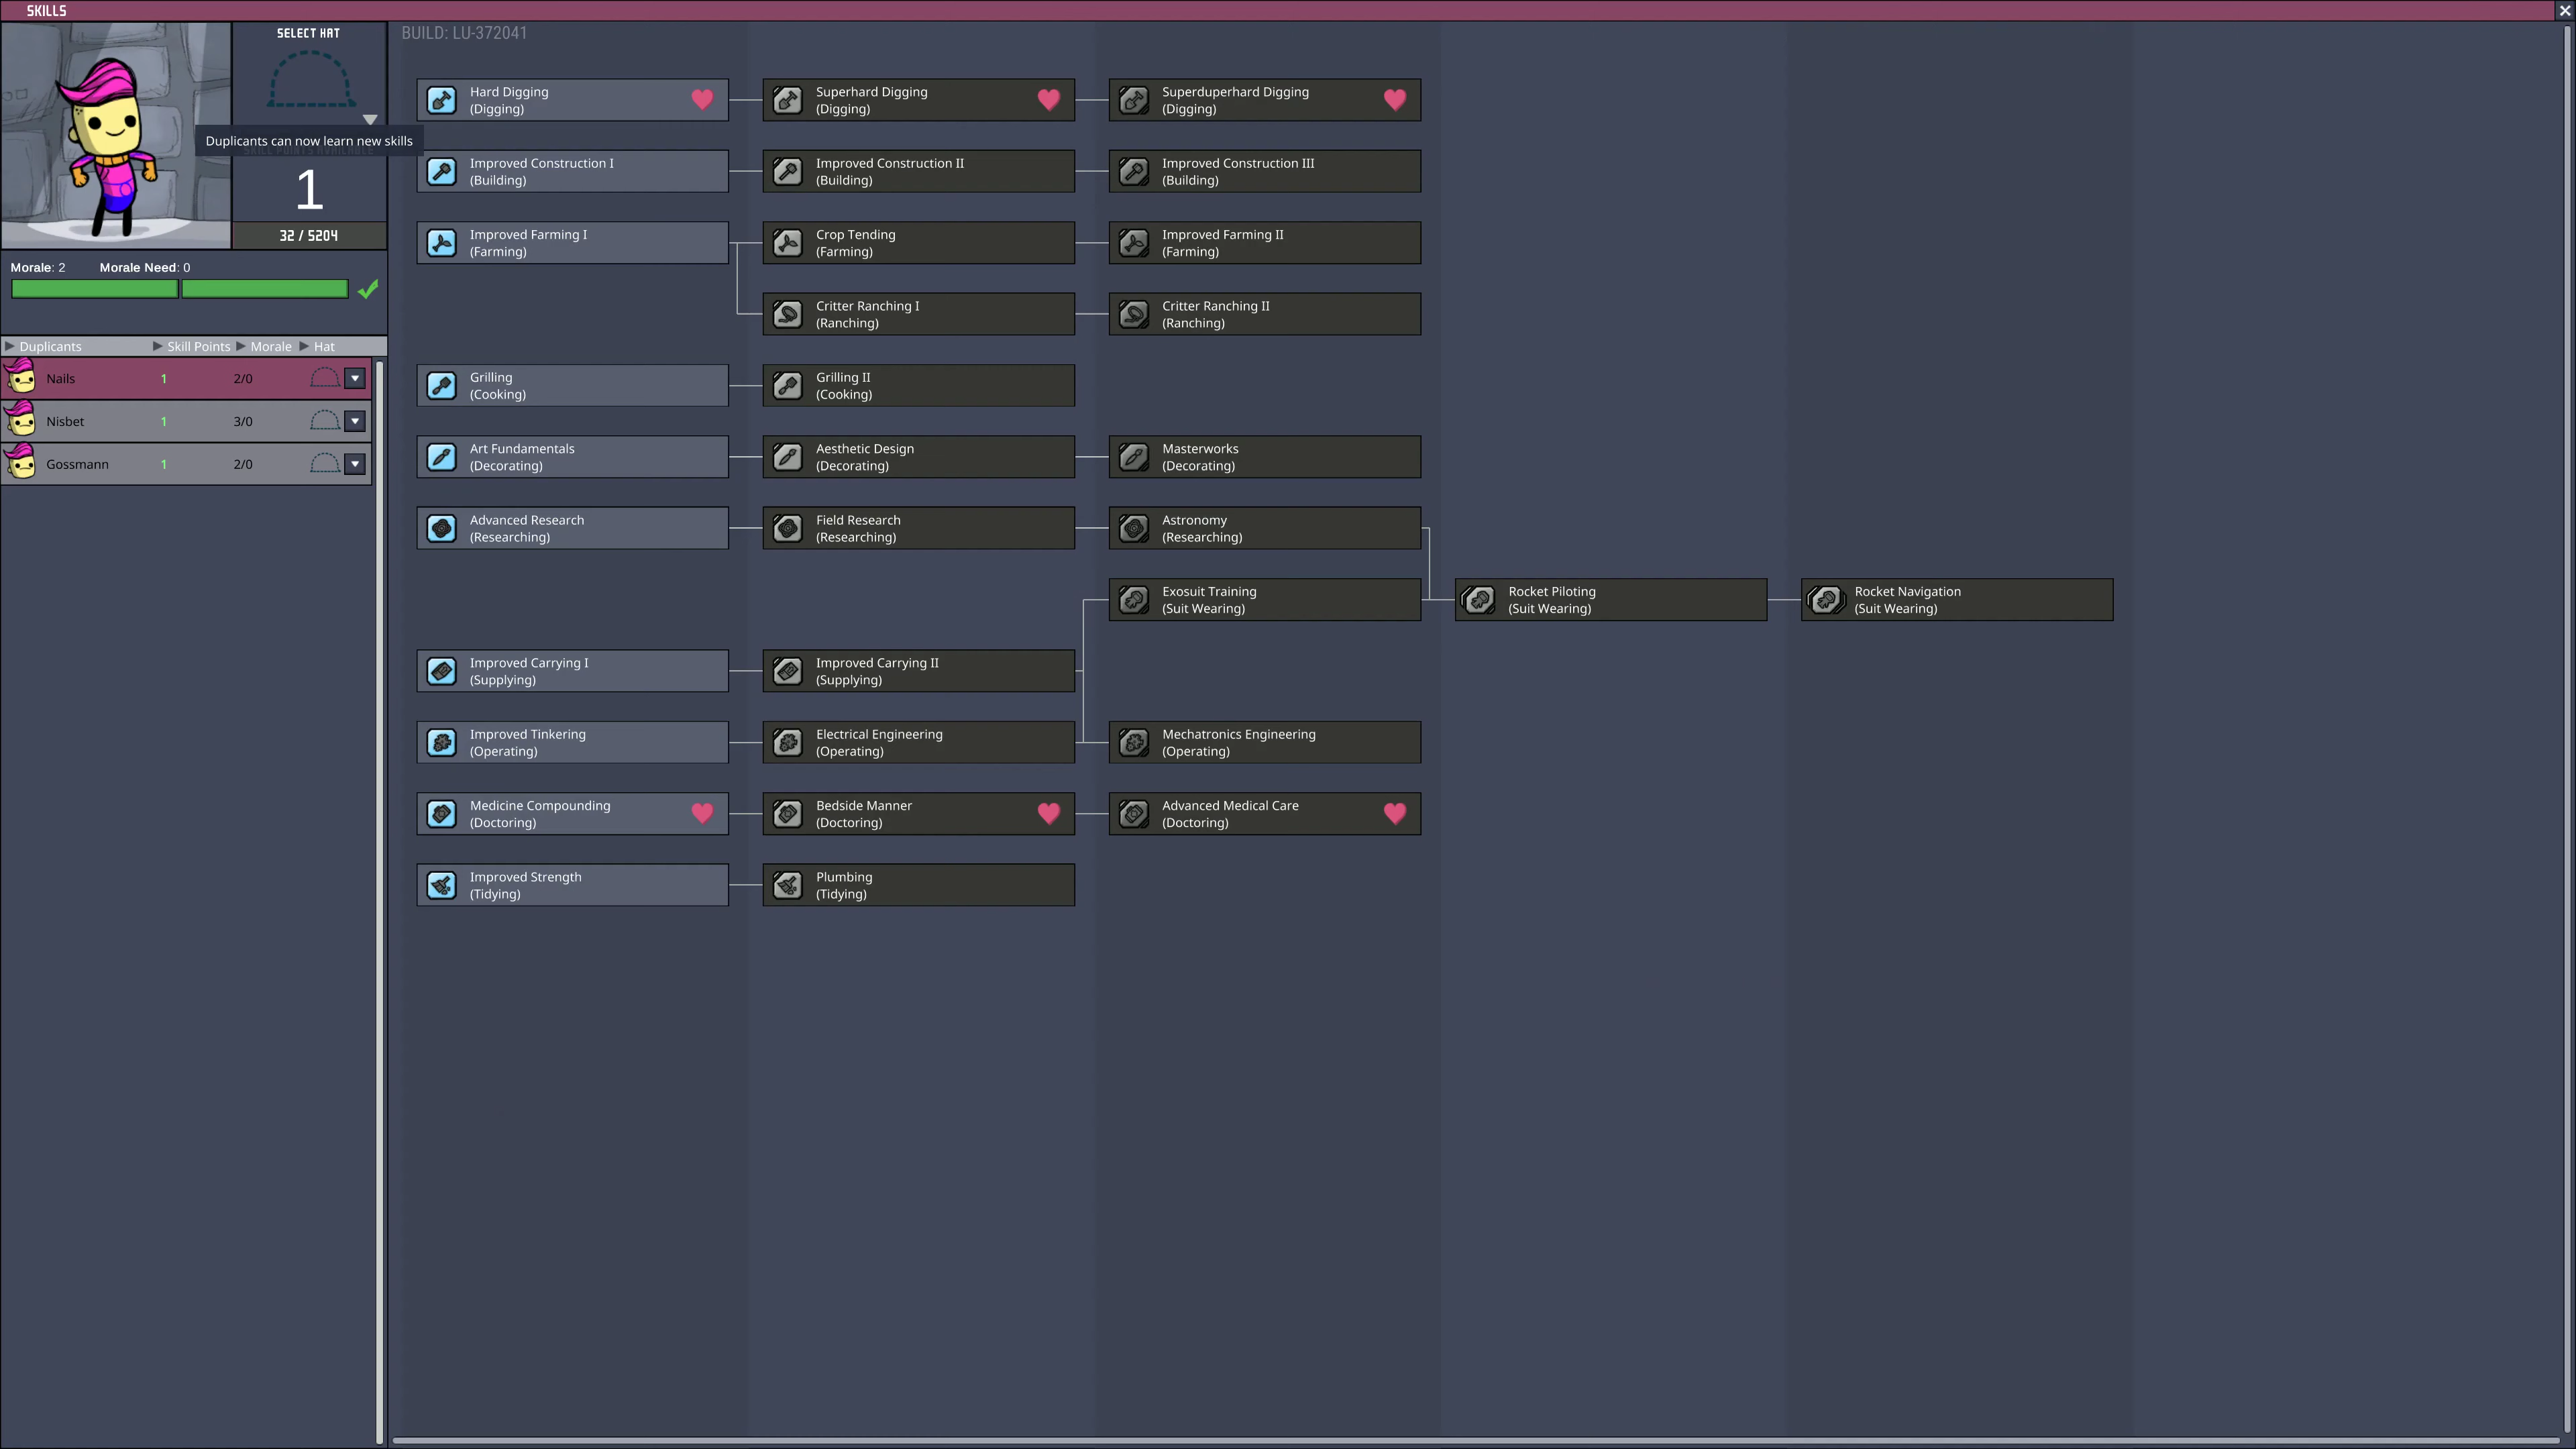 SKILLS
SELECT HAT
Duplicants can now learn new skills
1
32 / 5204
Morale: 2 Morale Need: 0
Duplicants Skill Points Morale Hat
Nails 1 2/0
Nisbet 1 3/0
Gossmann 1 2/0
BUILD: LU-372041
Hard Digging
(Digging)
Superhard Digging
(Digging)
Superduperhard Digging
(Digging)
Improved Construction I
(Building)
Improved Construction II
(Building)
Improved Construction III
(Building)
Improved Farming I
(Farming)
Crop Tending
(Farming)
Improved Farming II
(Farming)
Critter Ranching I
(Ranching)
Critter Ranching II
(Ranching)
Grilling
(Cooking)
Grilling II
(Cooking)
Art Fundamentals
(Decorating)
Aesthetic Design
(Decorating)
Masterworks
(Decorating)
Advanced Research
(Researching)
Field Research
(Researching)
Astronomy
(Researching)
Exosuit Training
(Suit Wearing)
Rocket Piloting
(Suit Wearing)
Rocket Navigation
(Suit Wearing)
Improved Carrying I
(Supplying)
Improved Carrying II
(Supplying)
Improved Tinkering
(Operating)
Electrical Engineering
(Operating)
Mechatronics Engineering
(Operating)
Medicine Compounding
(Doctoring)
Bedside Manner
(Doctoring)
Advanced Medical Care
(Doctoring)
Improved Strength
(Tidying)
Plumbing
(Tidying)